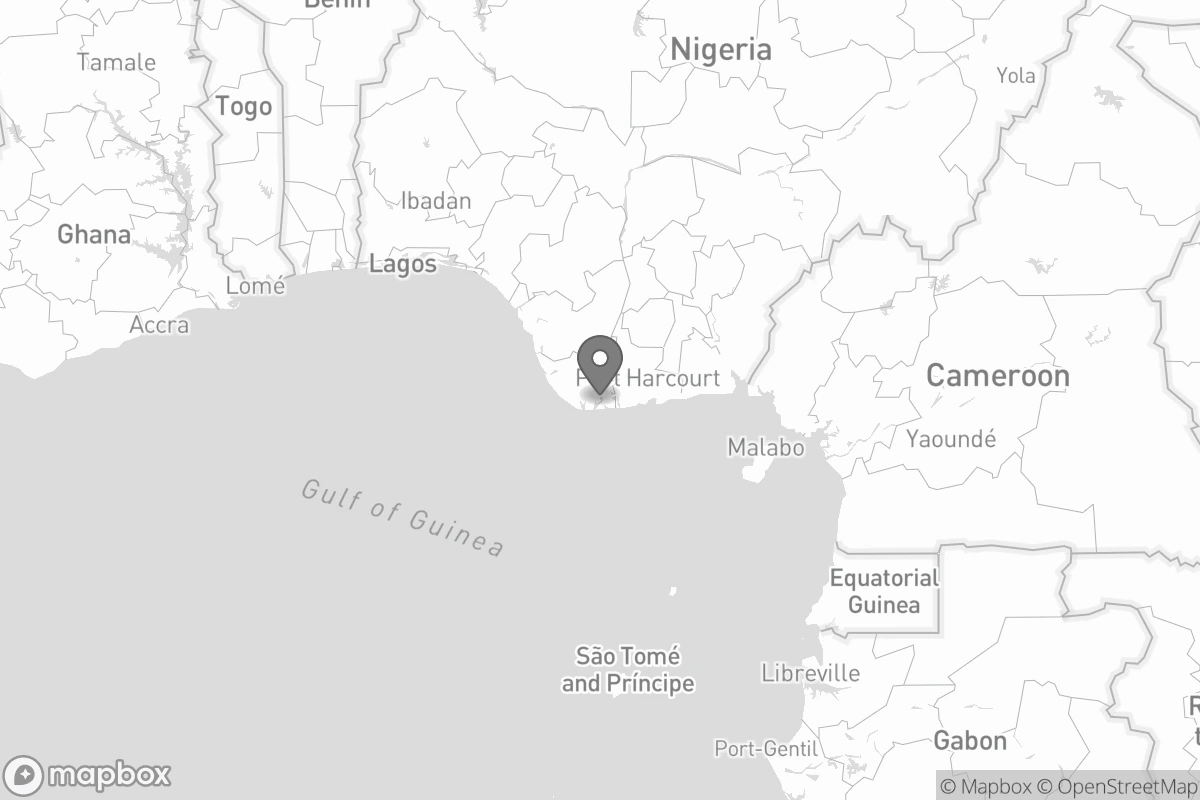 Benin
Nigeria
Tamale
Yola
Togo
Ibadan
Ghana
Lagos
Lomé
Accra
Port Harcourt
Cameroon
Yaoundé
Malabo
Gulf of Guinea
Equatorial
Guinea
São Tomé
and Príncipe
Libreville
Gabon
Port-Gentil
mapbox
© Mapbox © OpenStreetMap